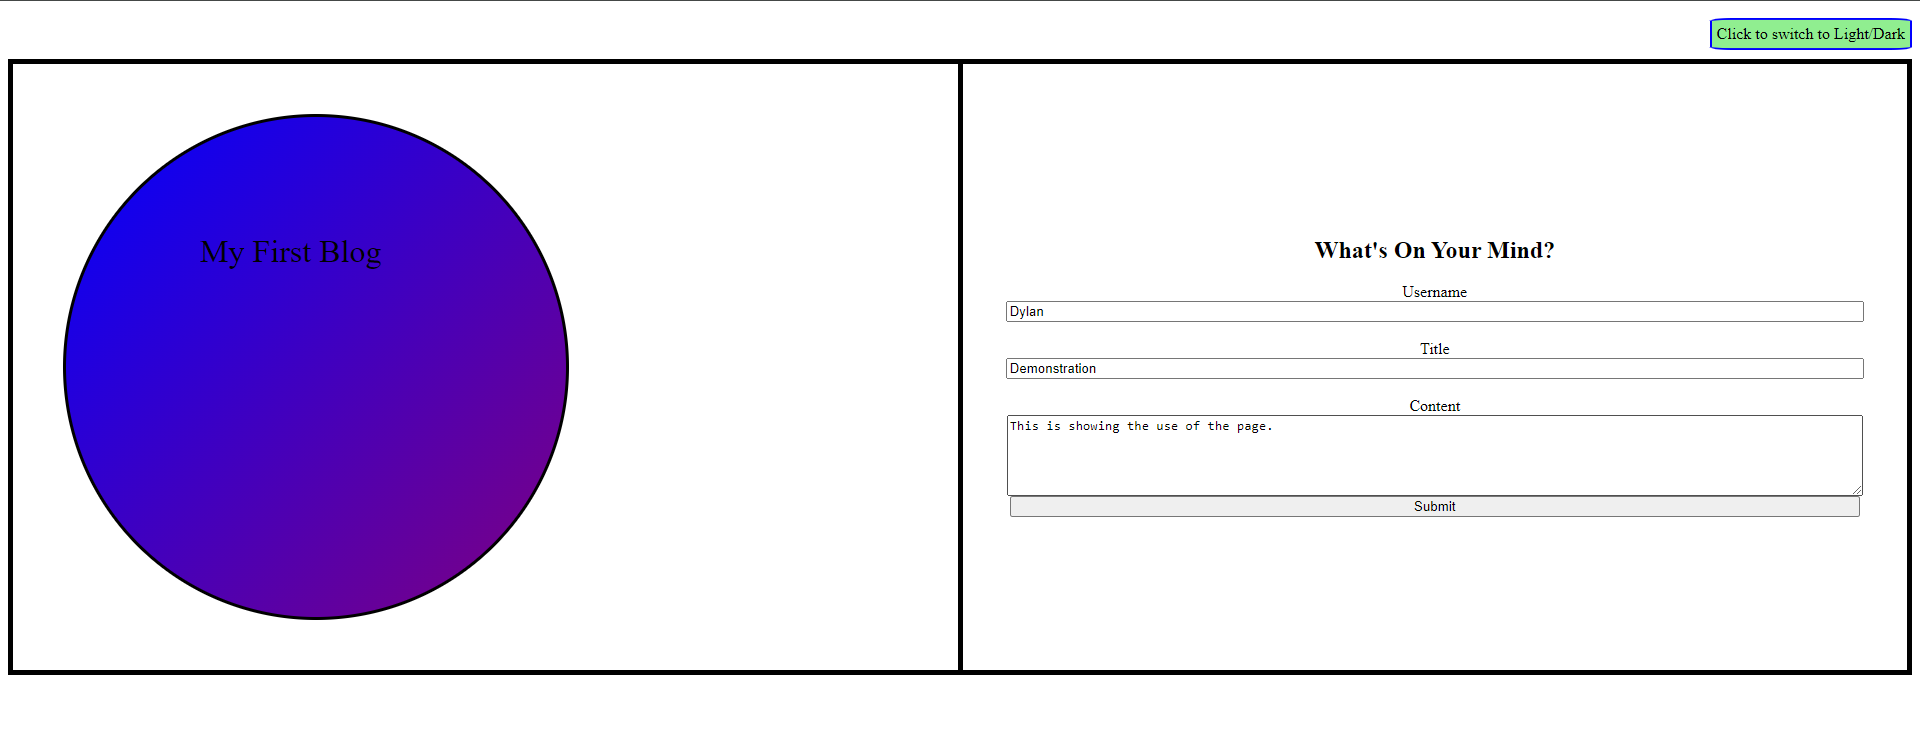 Click to switch to Light/Dark
My First Blog
What's On Your Mind?
Username
Dylan
Title
Demonstration
Content
This is showing the use of the page.
Submit